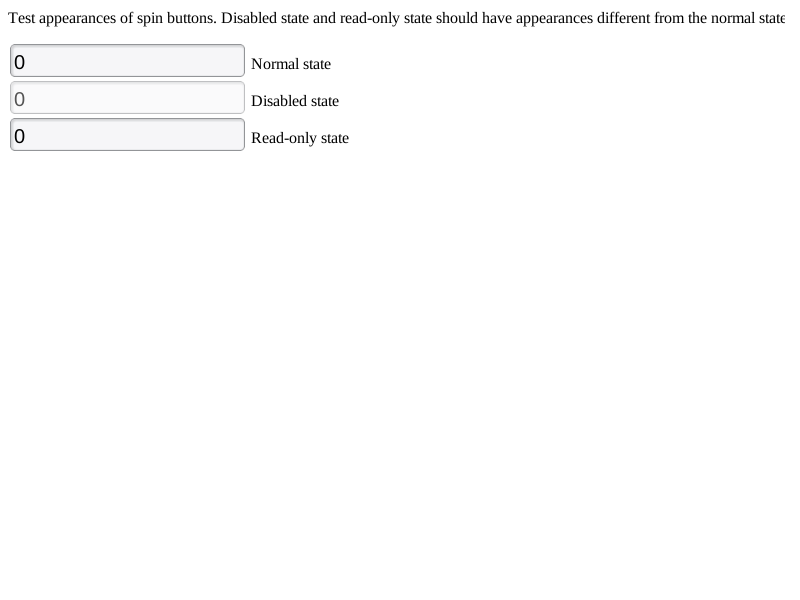 Test appearances of spin buttons. Disabled state and read-only state should have appearances different from the normal state
0 Normal state
0 Disabled state
0 Read-only state